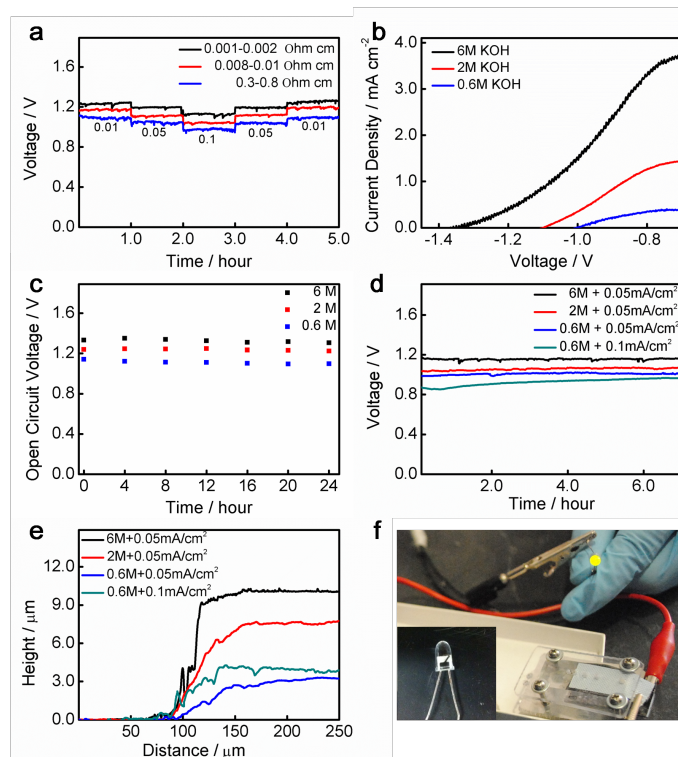 a
0.001-0.002 Ohm cm
0.008-0.01 Ohm cm
0.3-0.8 Ohm cm
1.8
1.2
0.6
0.0
0.01
0.05
0.1
0.05
0.01
1.0
2.0
3.0
4.0
5.0
Voltage / V
Time / hour
b
6M KOH
2M KOH
0.6M KOH
4.0
3.0
2.0
1.0
0.0
-1.4
-1.2
-1.0
-0.8
Current Density / mA cm⁻²
Voltage / V
c
6 M
2 M
0.6 M
1.8
1.2
0.6
0.0
0
4
8
12
16
20
24
Open Circuit Voltage / V
Time / hour
d
6M + 0.05mA/cm²
2M + 0.05mA/cm²
0.6M + 0.05mA/cm²
0.6M + 0.1mA/cm²
1.6
1.2
0.8
0.4
0.0
2.0
4.0
6.0
Voltage / V
Time / hour
e
6M+0.05mA/cm²
2M+0.05mA/cm²
0.6M+0.05mA/cm²
0.6M+0.1mA/cm²
15.0
12.0
9.0
6.0
3.0
0.0
50
100
150
200
250
Height / μm
Distance / μm
f